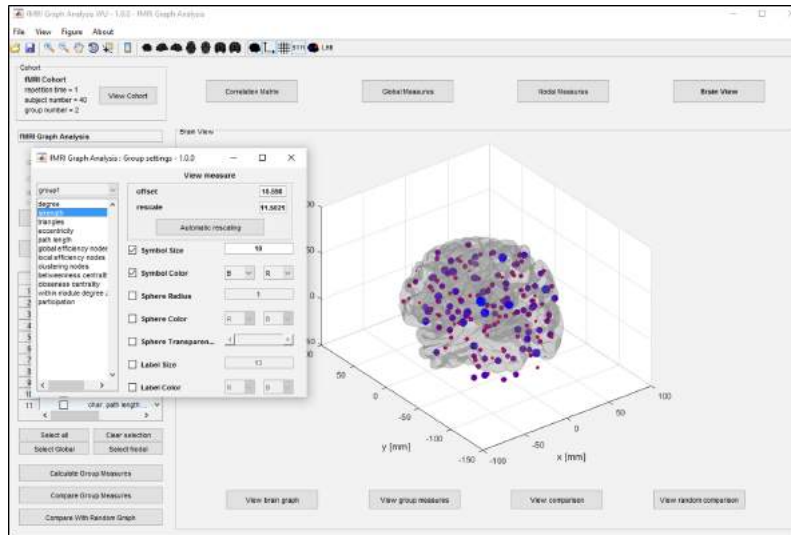 fMRI Graph Analysis WU - 1.0.0 - fMRI Graph Analysis
File View Figure About
Cohort
fMRI Cohort
repetition time = 1
subject number = 40
group number = 2
View Cohort
Correlation Matrix
Global Measures
Nodal Measures
Brain View
fMRI Graph Analysis
Brain View
fMRI Graph Analysis : Group settings - 1.0.0
View measure
group1
degree
strength
triangles
eccentricity
path length
global efficiency nodes
local efficiency nodes
clustering nodes
betweenness centralit
closeness centrality
within module degree
participation
offset
rescale
Automatic rescaling
Symbol Size 10
Symbol Color B R
Sphere Radius 1
Sphere Color R B
Sphere Transparen...
Label Size
Label Color
11 char. path length...
50
0
-50
-100
-150
y [mm]
-100
-50
0
50
100
x [mm]
Select all
Clear selection
Select Global
Select Nodal
Calculate Group Measures
Compare Group Measures
Compare With Random Graph
View brain graph
View group measures
View comparison
View random comparison